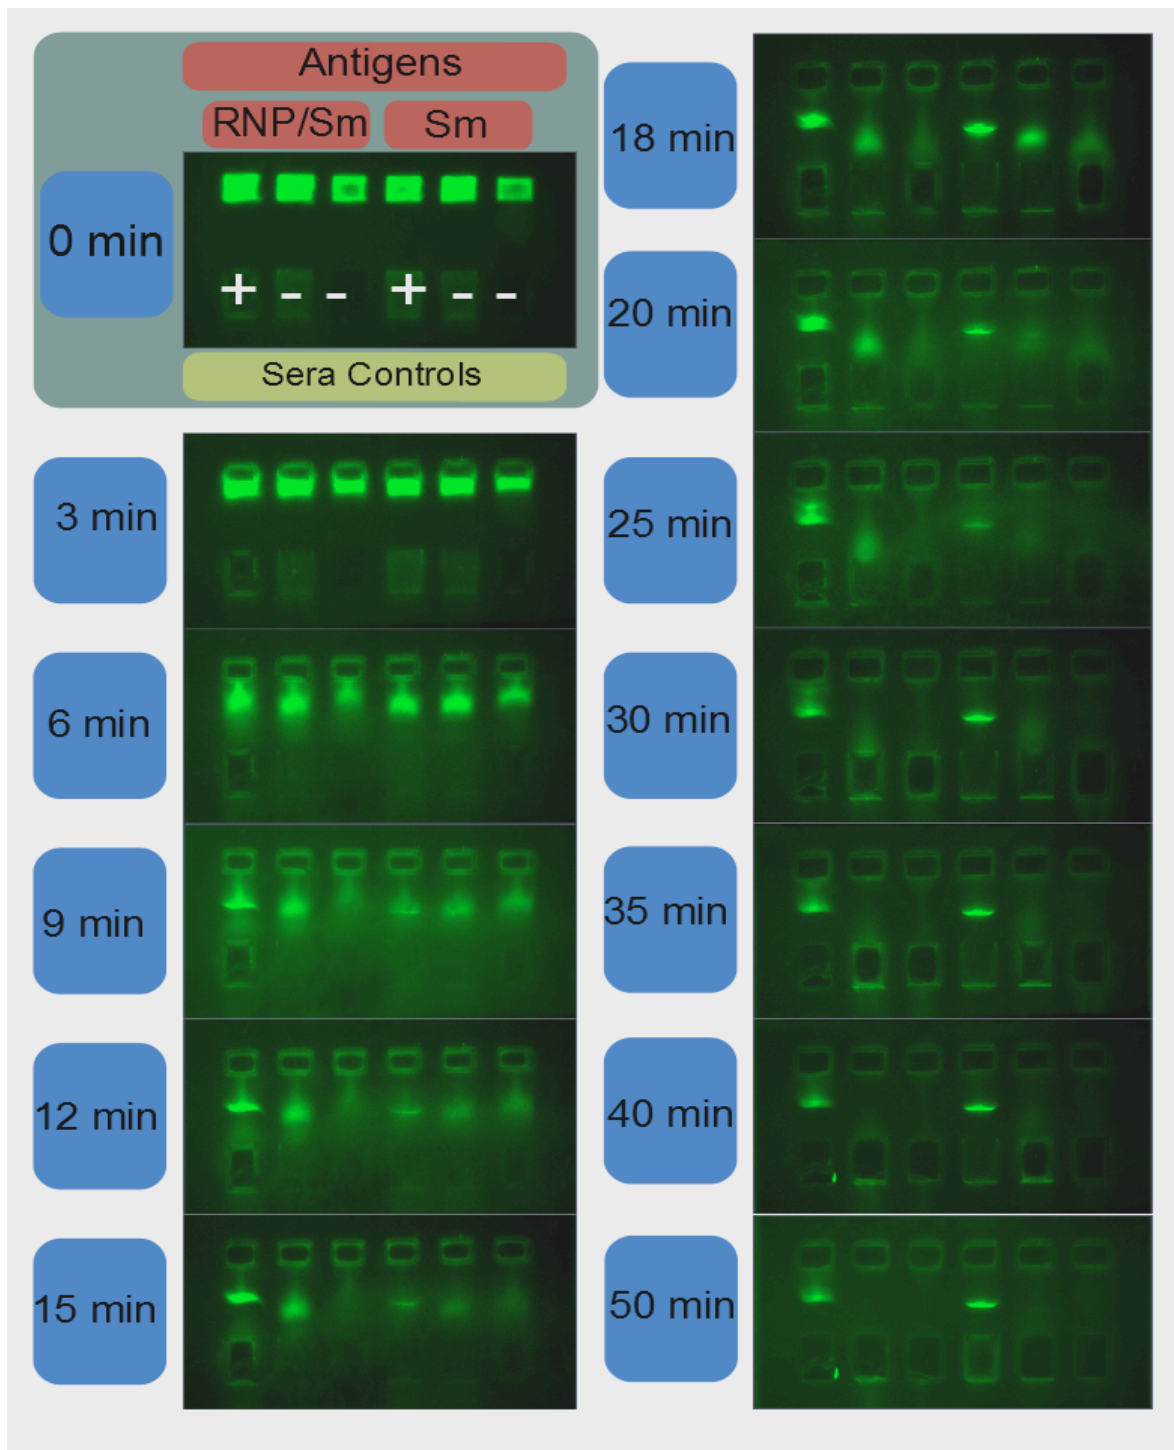 Antigens
RNP/Sm Sm
0 min
+ - - + - -
Sera Controls
3 min
6 min
9 min
12 min
15 min
18 min
20 min
25 min
30 min
35 min
40 min
50 min